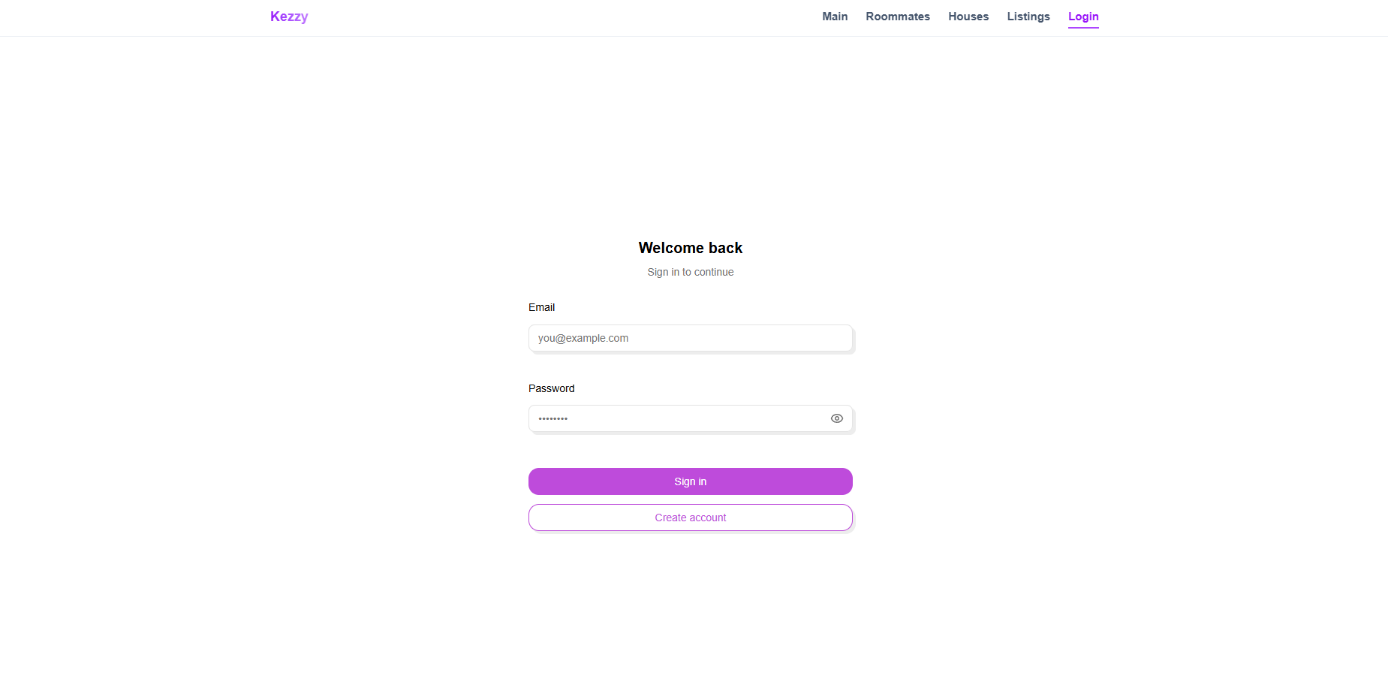 Kezzy
Main Roommates Houses Listings Login
Welcome back
Sign in to continue
Email
you@example.com
Password
••••••••
Sign in
Create account